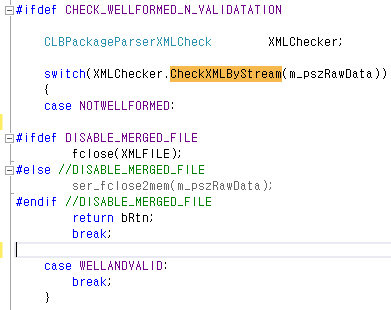 #ifdef CHECK_WELLFORMED_N_VALIDATATION
CLBPackageParserXMLCheck XMLChecker;
switch(XMLChecker.CheckXMLByStream(m_pszRawData))
{
case NOTWELLFORMED:
#ifdef DISABLE_MERGED_FILE
fclose(XMLFILE);
#else //DISABLE_MERGED_FILE
ser_fclose2mem(m_pszRawData);
#endif //DISABLE_MERGED_FILE
return bRtn;
break;
case WELLANDVALID:
break;
}